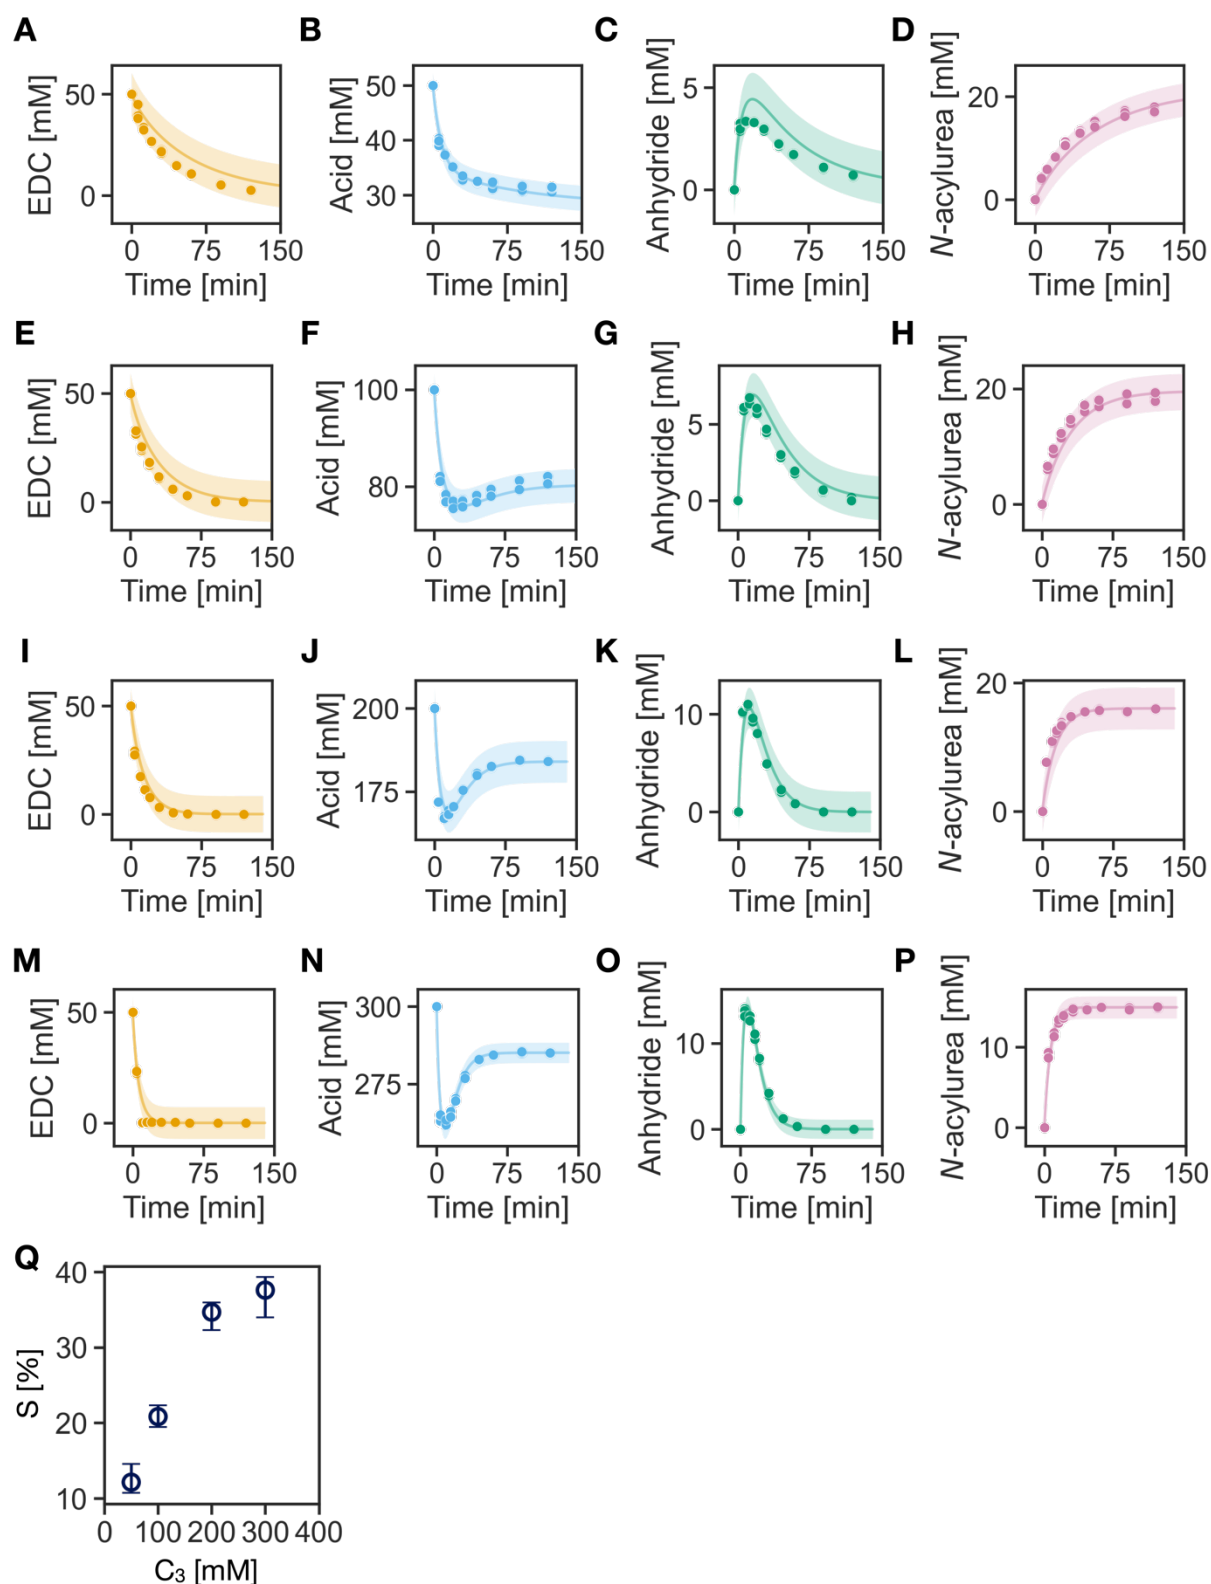 A B C D
EDC [mM]
50
0
0 75 150
Time [min]
Acid [mM]
50
40
30
0 75 150
Time [min]
Anhydride [mM]
5
0
0 75 150
Time [min]
N-acylurea [mM]
20
0
0 75 150
Time [min]
E F G H
EDC [mM]
50
0
0 75 150
Time [min]
Acid [mM]
100
80
0 75 150
Time [min]
Anhydride [mM]
5
0
0 75 150
Time [min]
N-acylurea [mM]
20
0
0 75 150
Time [min]
I J K L
EDC [mM]
50
0
0 75 150
Time [min]
Acid [mM]
200
175
0 75 150
Time [min]
Anhydride [mM]
10
0
0 75 150
Time [min]
N-acylurea [mM]
20
0
0 75 150
Time [min]
M N O P
EDC [mM]
50
0
0 75 150
Time [min]
Acid [mM]
300
275
0 75 150
Time [min]
Anhydride [mM]
10
0
0 75 150
Time [min]
N-acylurea [mM]
10
0
0 75 150
Time [min]
Q
S [%]
40
30
20
10
0 100 200 300 400
C₃ [mM]